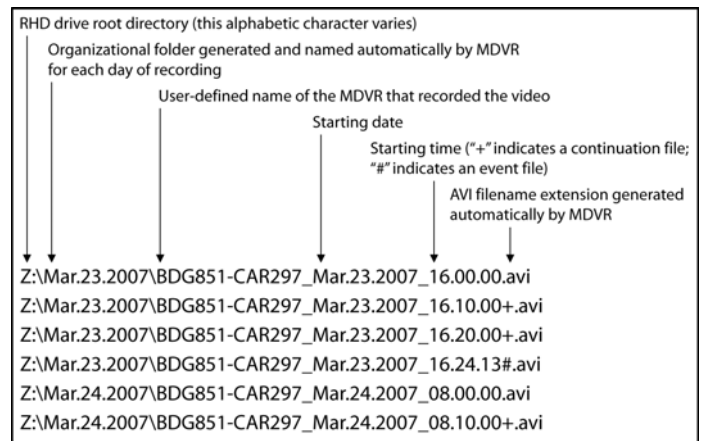 RHD drive root directory (this alphabetic character varies)
Organizational folder generated and named automatically by MDVR
for each day of recording
User-defined name of the MDVR that recorded the video
Starting date
Starting time ("+" indicates a continuation file;
"#" indicates an event file)
AVI filename extension generated
automatically by MDVR
Z:\Mar.23.2007\BDG851-CAR297_Mar.23.2007_16.00.00.avi
Z:\Mar.23.2007\BDG851-CAR297_Mar.23.2007_16.10.00+.avi
Z:\Mar.23.2007\BDG851-CAR297_Mar.23.2007_16.20.00+.avi
Z:\Mar.23.2007\BDG851-CAR297_Mar.23.2007_16.24.13#.avi
Z:\Mar.24.2007\BDG851-CAR297_Mar.24.2007_08.00.00.avi
Z:\Mar.24.2007\BDG851-CAR297_Mar.24.2007_08.10.00+.avi